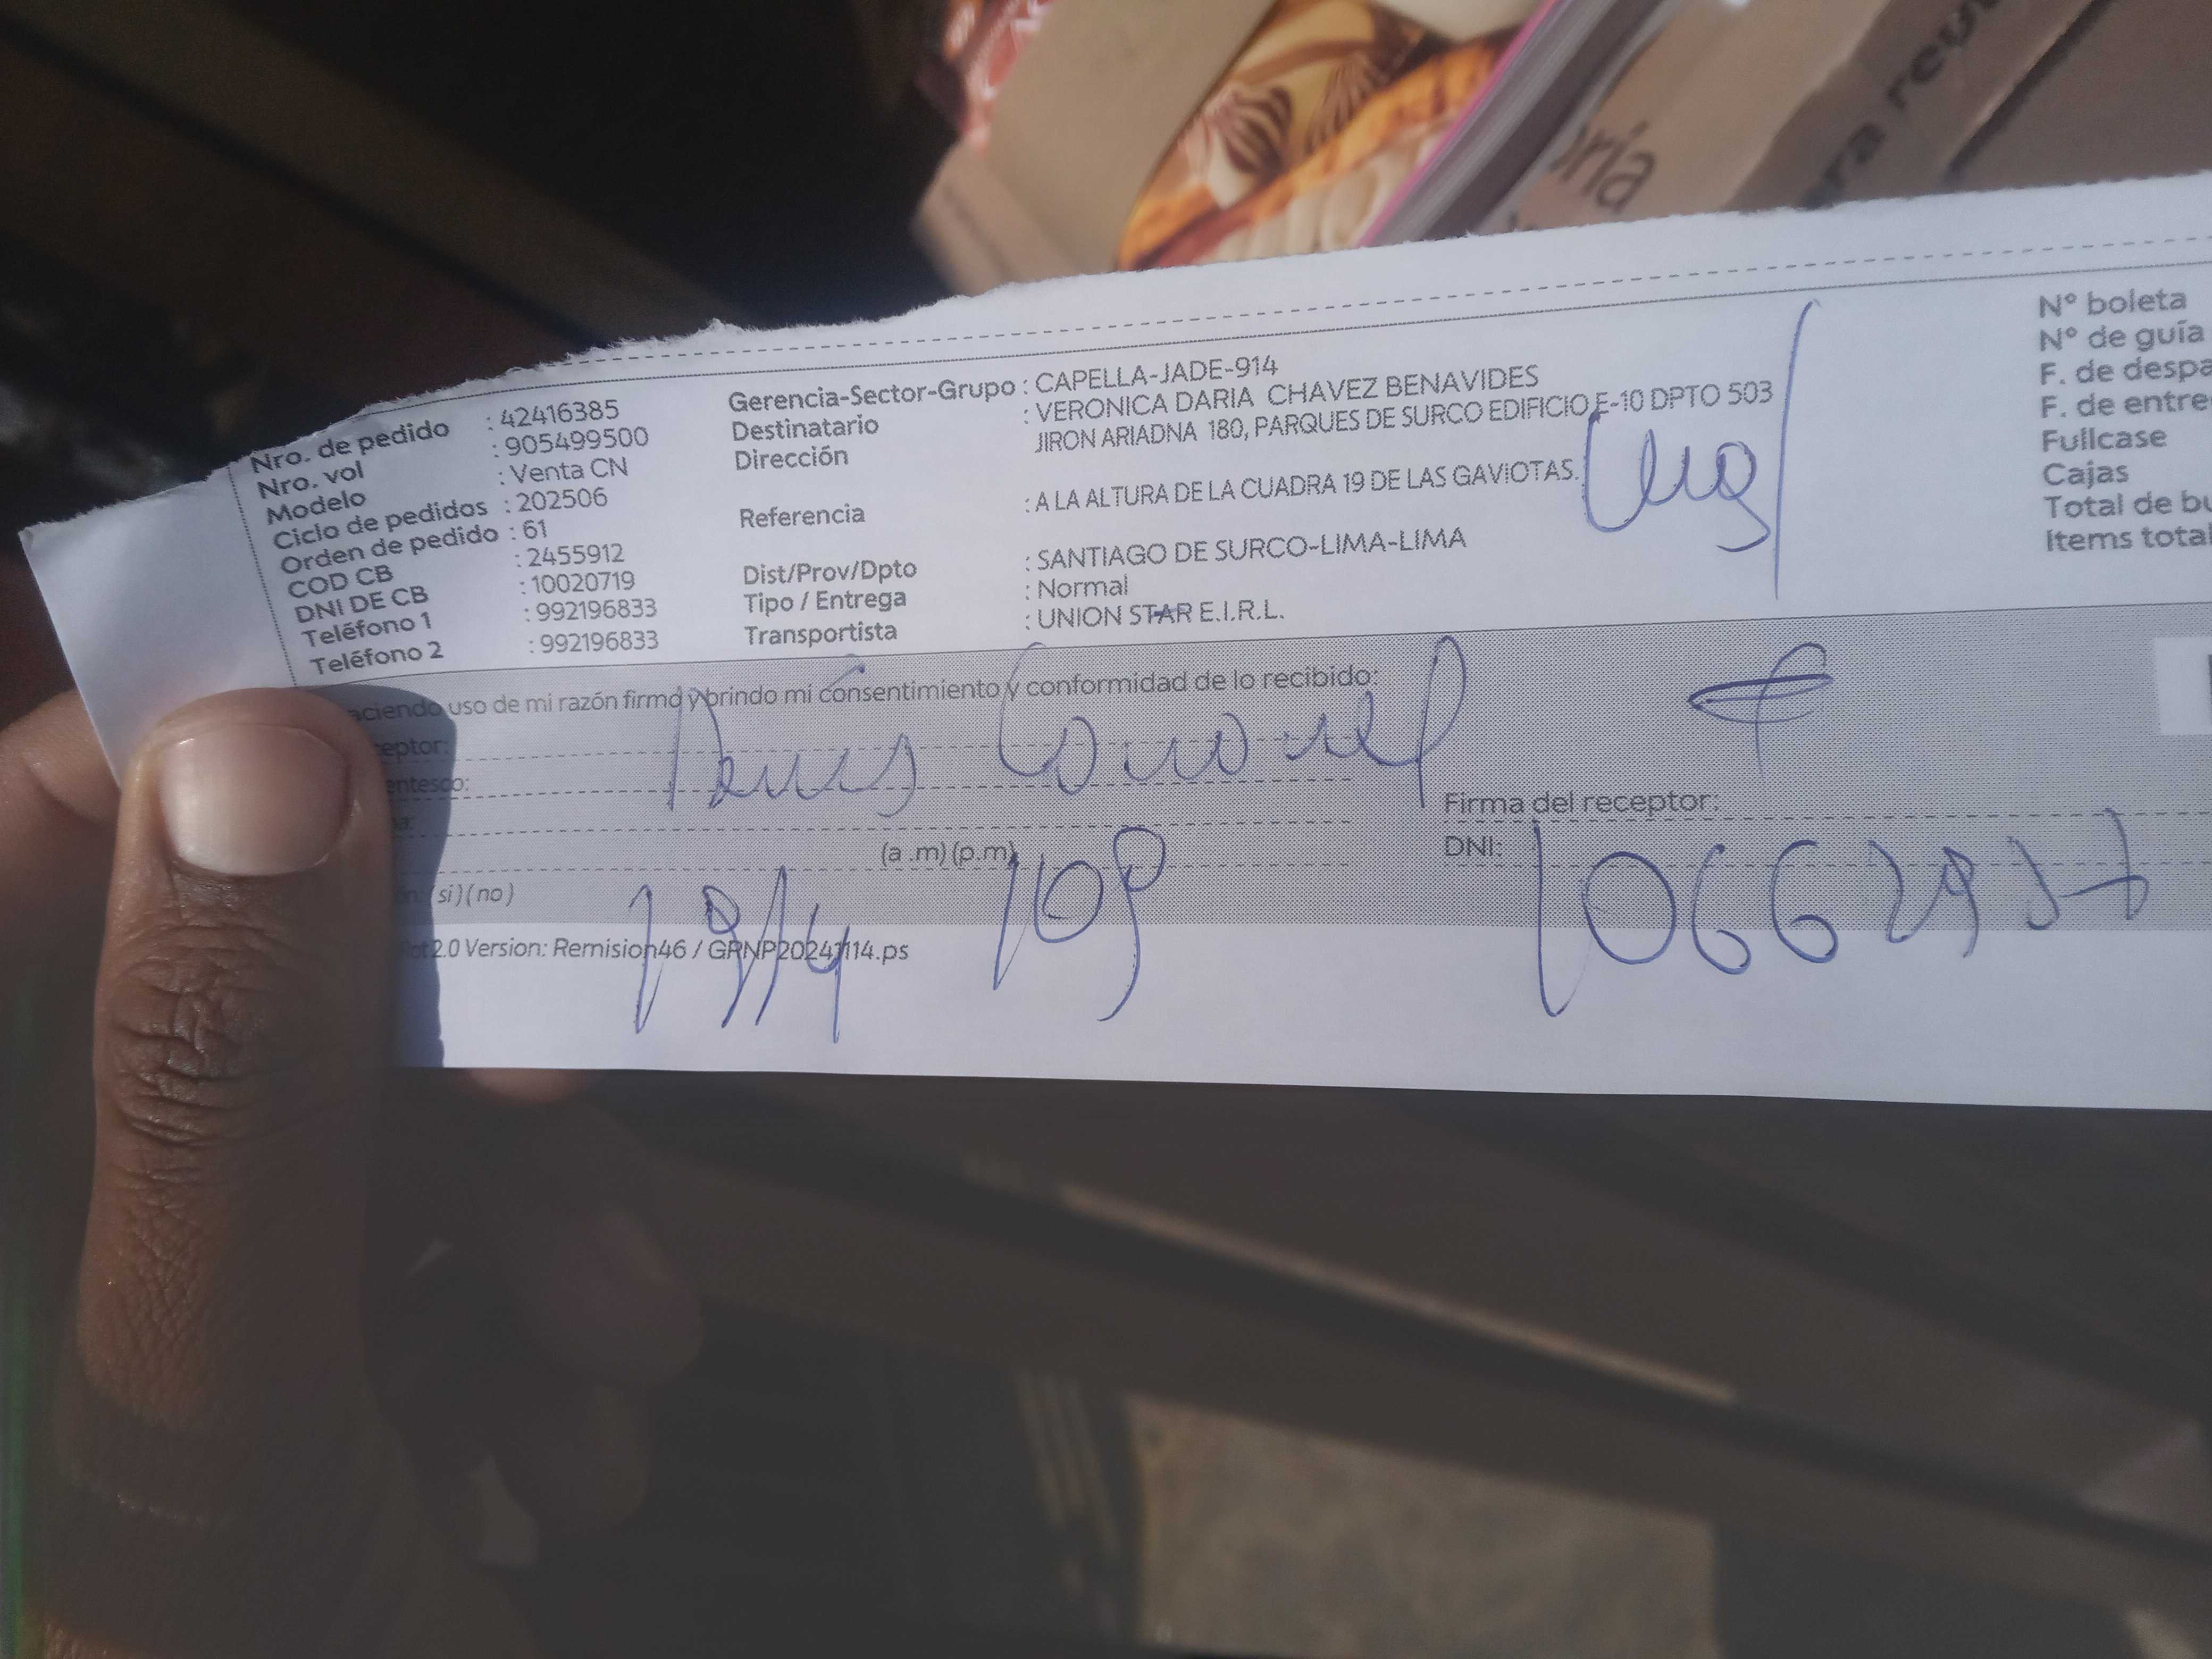 oría
ra reve
Nro. de pedido : 42416385
Nro. vol : 905499500
Modelo : Venta CN
Ciclo de pedidos : 202506
Orden de pedido : 61
COD CB : 2455912
DNI DE CB : 10020719
Teléfono 1 : 992196833
Teléfono 2 : 992196833
Gerencia-Sector-Grupo : CAPELLA-JADE-914
Destinatario : VERONICA DARIA CHAVEZ BENAVIDES
Dirección JIRON ARIADNA 180, PARQUES DE SURCO EDIFICIO E-10 DPTO 503
Referencia : A LA ALTURA DE LA CUADRA 19 DE LAS GAVIOTAS.
Dist/Prov/Dpto : SANTIAGO DE SURCO-LIMA-LIMA
Tipo / Entrega : Normal
Transportista : UNION STAR E.I.R.L.
N° boleta
N° de guía
F. de despa
F. de entre
Fullcase
Cajas
Total de bu
Items total
aciendo uso de mi razón firmo y brindo mi consentimiento y conformidad de lo recibido:
eptor:
entesco:
a:
(a .m) (p.m)
(si) (no)
Firma del receptor:
DNI:
2.0 Version: Remision46 / GRNP20241114.ps